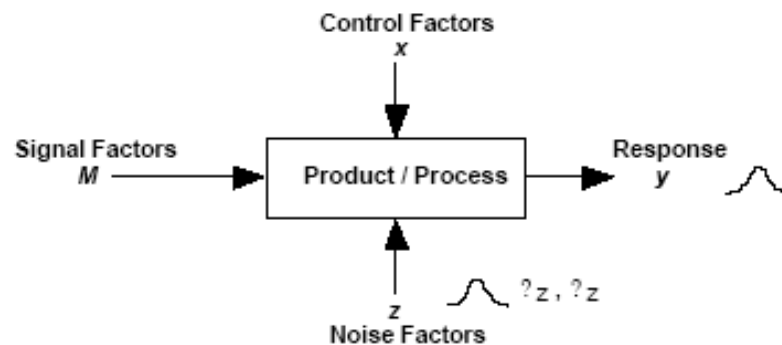 Control Factors
x
Signal Factors
M
Product / Process
Response
y
?z , ?z
z
Noise Factors